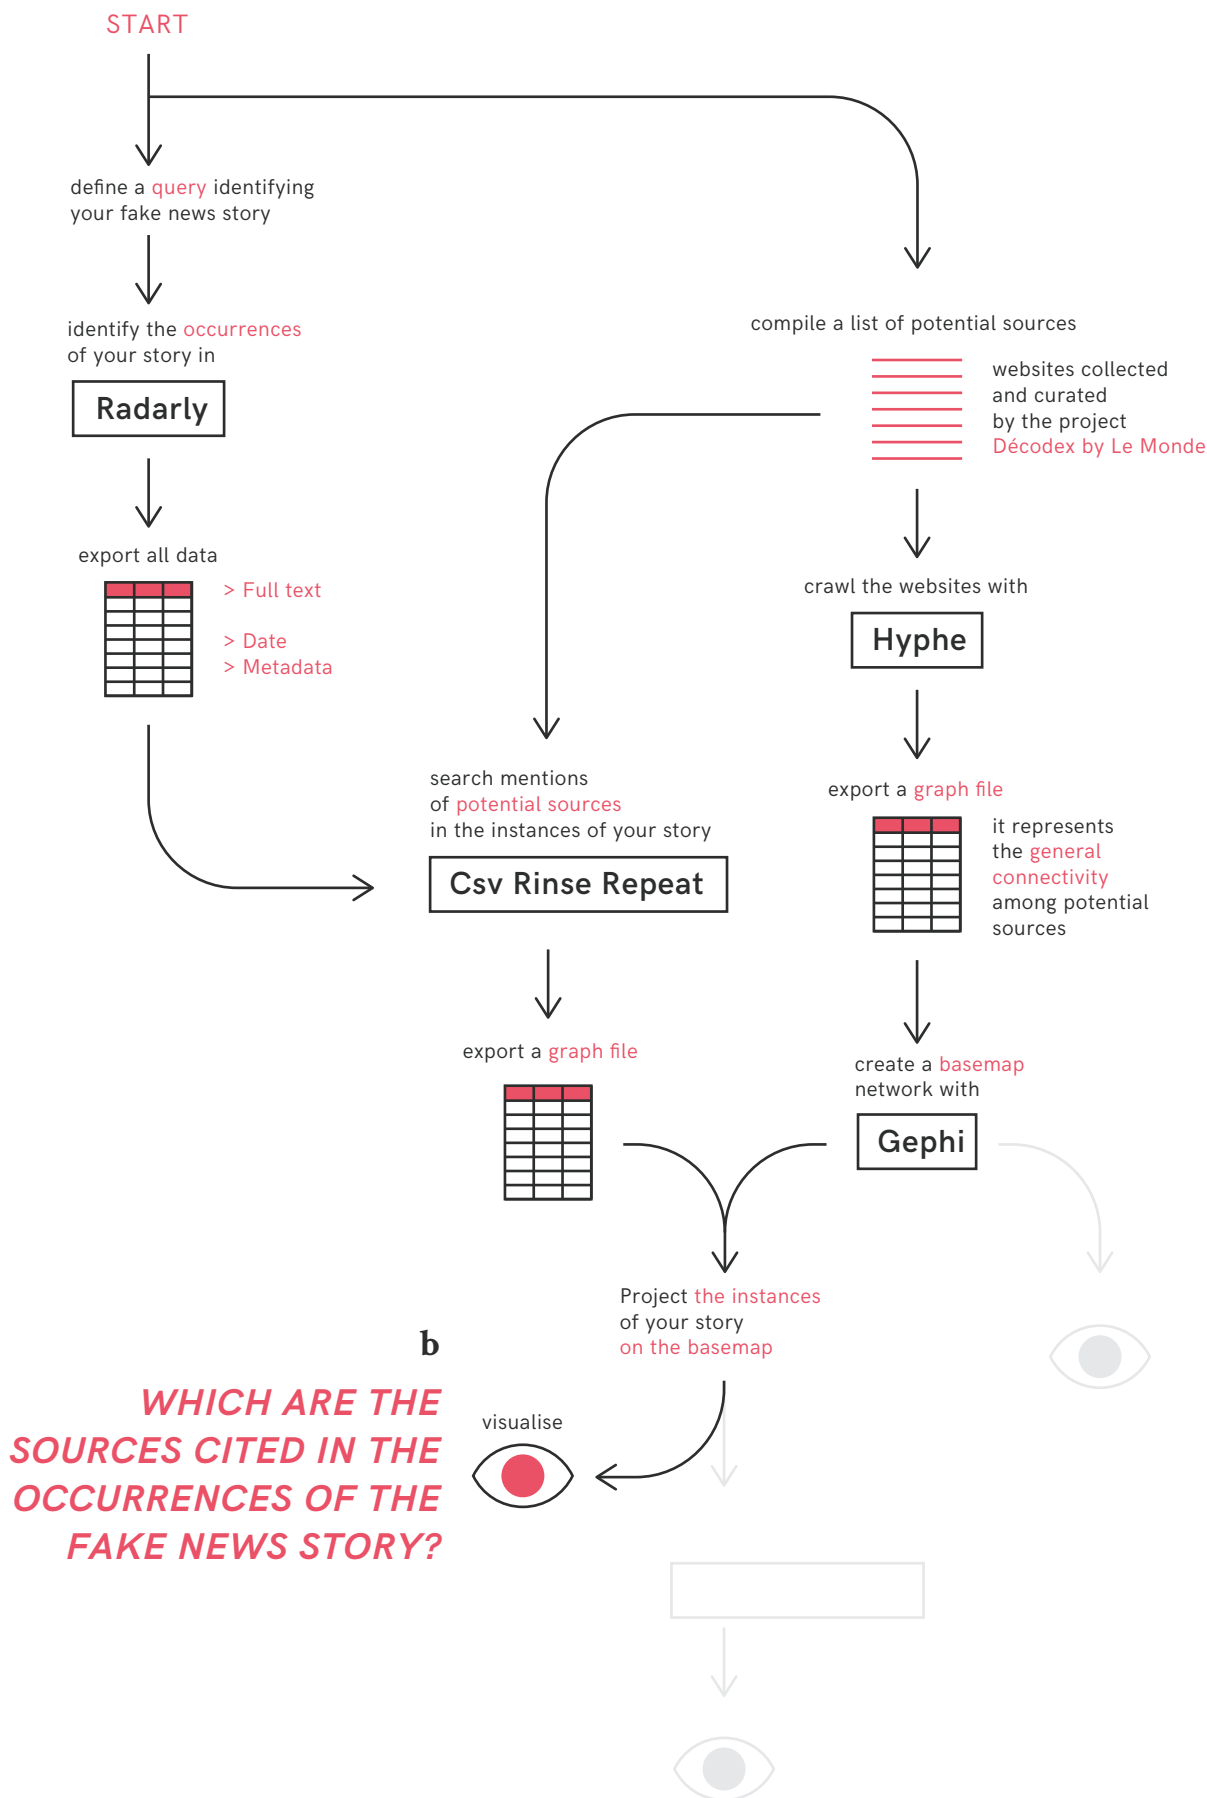 START
define a query identifying
your fake news story
identify the occurrences
of your story in
Radarly
export all data
> Full text
> Date
> Metadata
compile a list of potential sources
websites collected
and curated
by the project
Décodex by Le Monde
crawl the websites with
Hyphe
search mentions
of potential sources
in the instances of your story
Csv Rinse Repeat
export a graph file
it represents
the general
connectivity
among potential
sources
export a graph file
create a basemap
network with
Gephi
Project the instances
of your story
on the basemap
b
WHICH ARE THE
SOURCES CITED IN THE
OCCURRENCES OF THE
FAKE NEWS STORY?
visualise